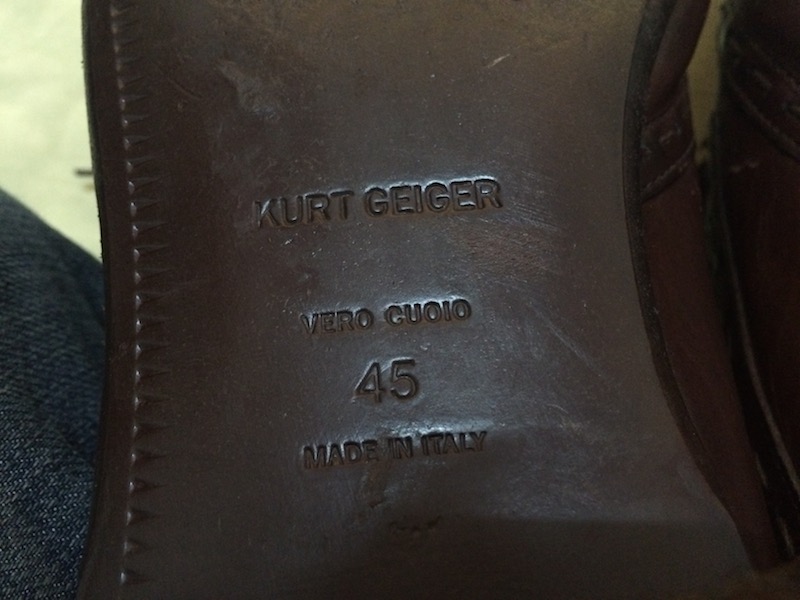 KURT GEIGER
VERO CUOIO
45
MADE IN ITALY